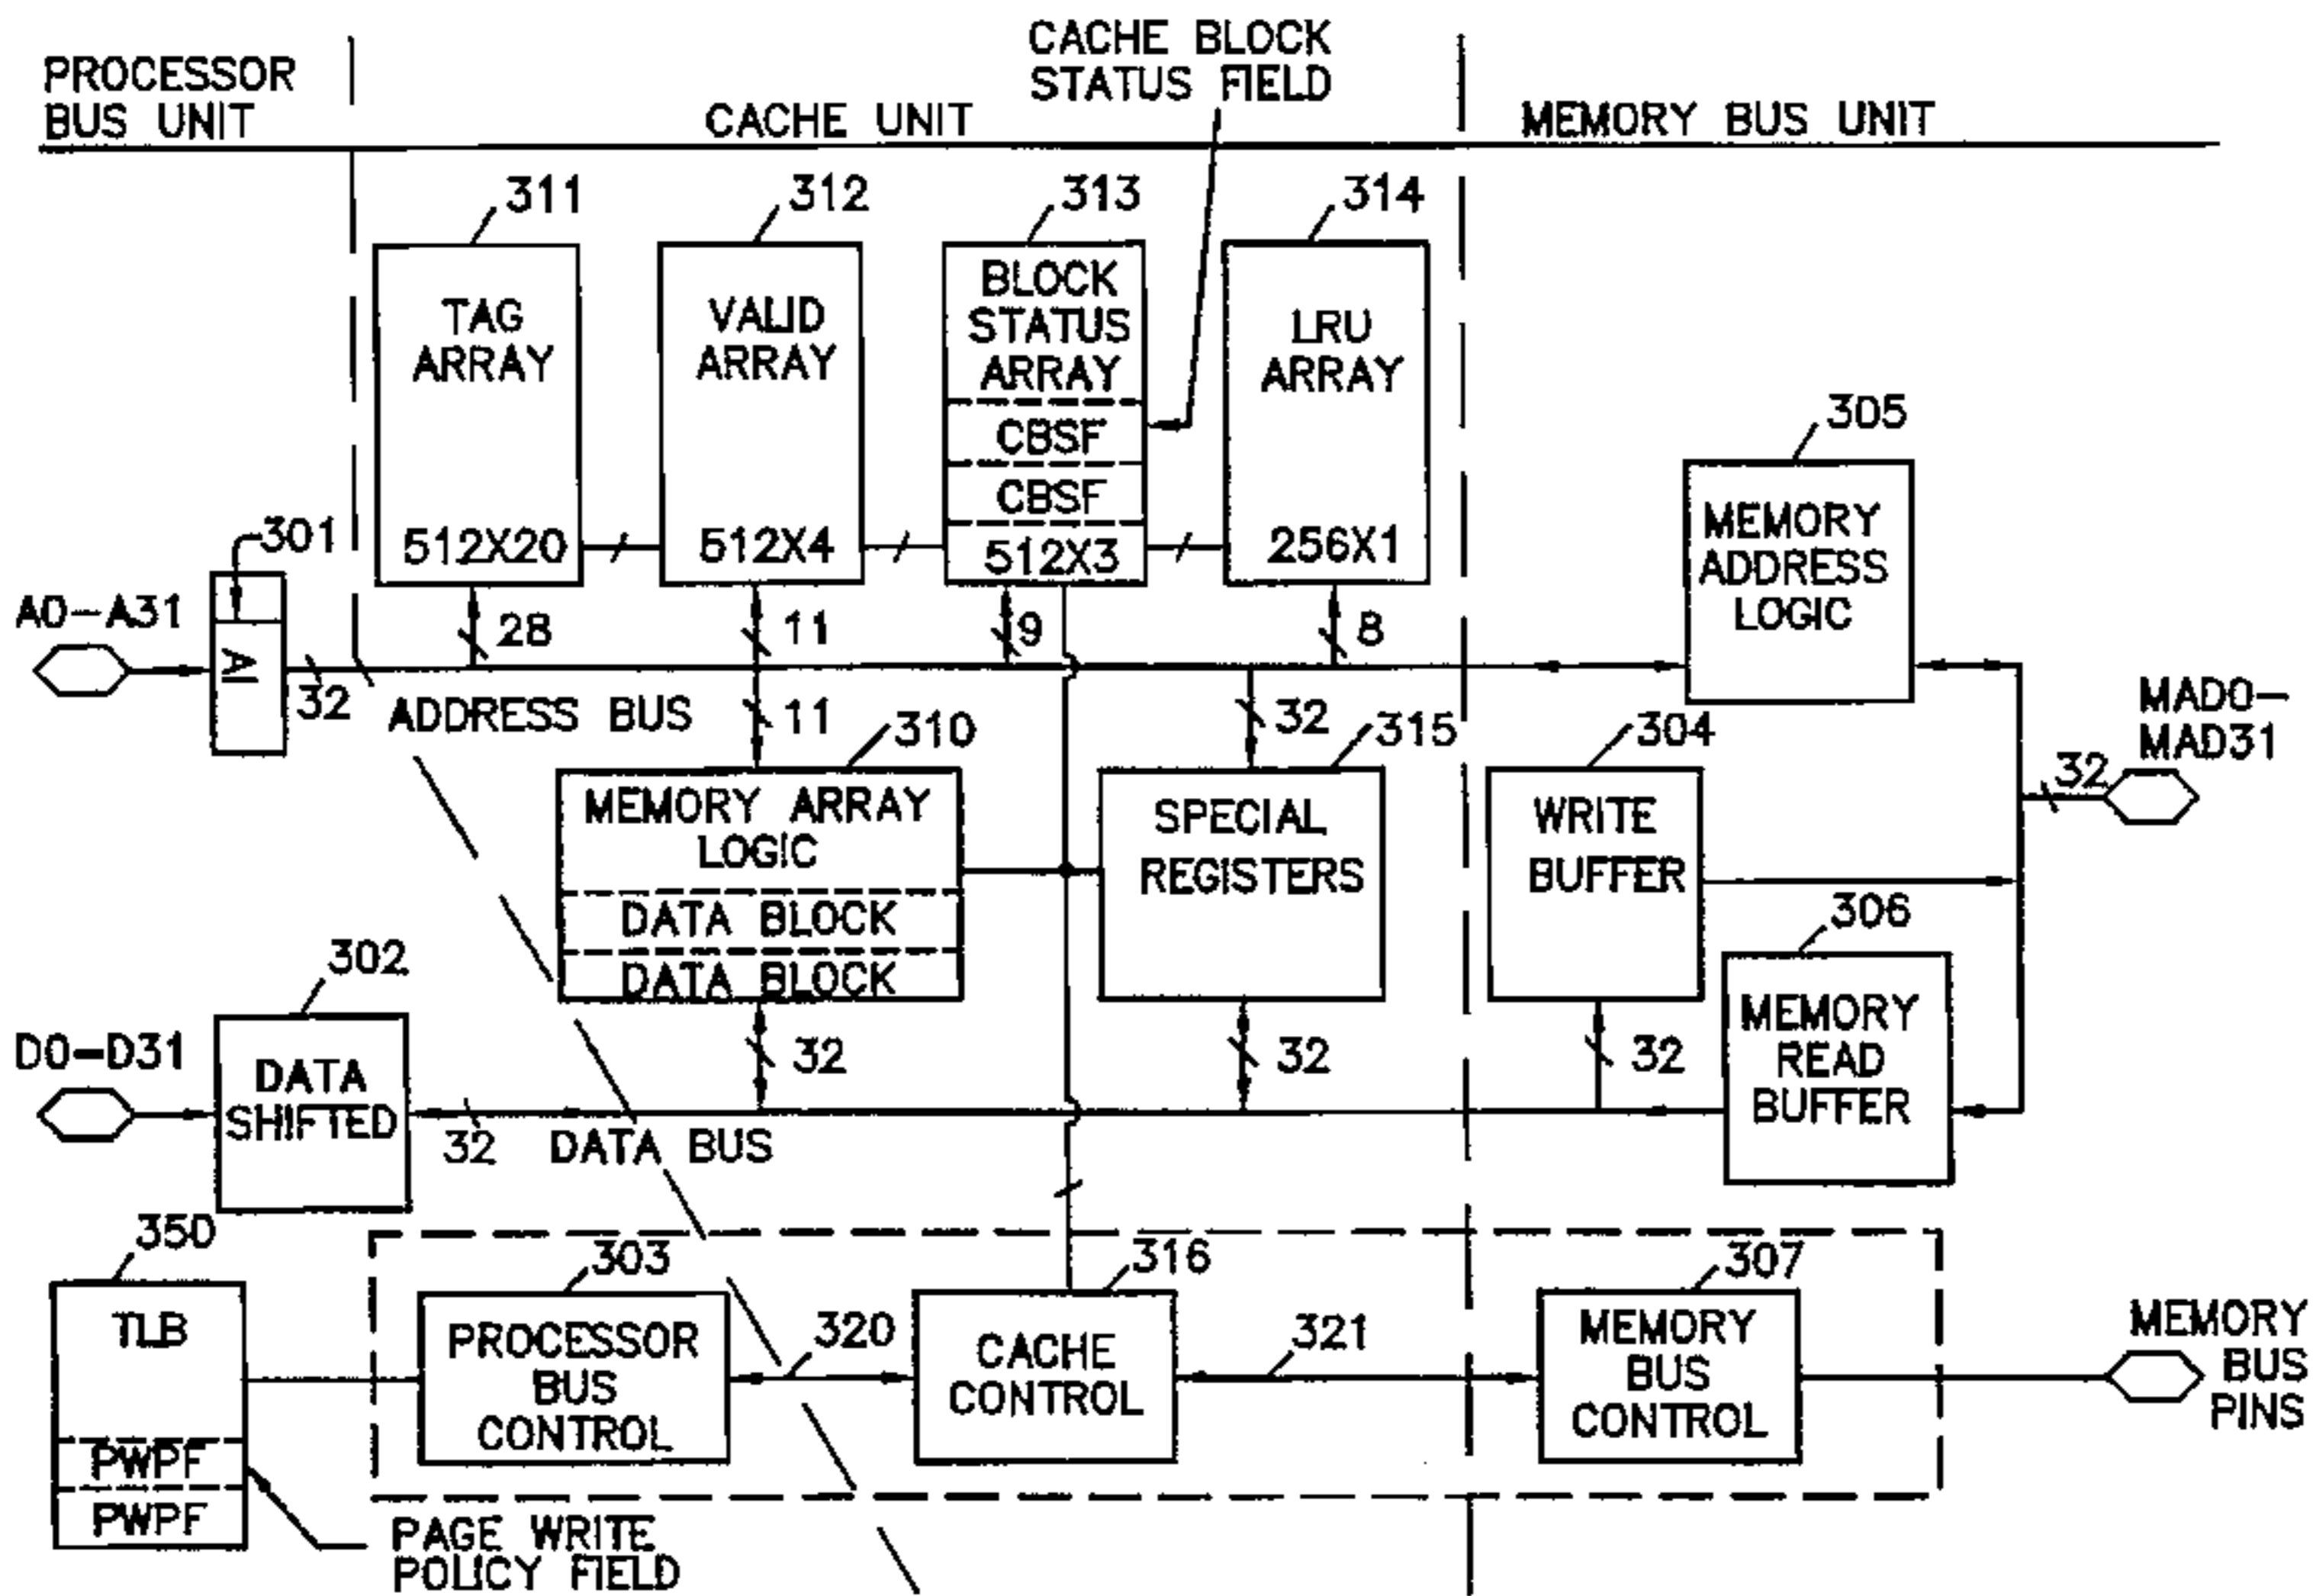 PROCESSOR
BUS UNIT
CACHE UNIT
CACHE BLOCK
STATUS FIELD
MEMORY BUS UNIT
311
312
313
314
TAG
ARRAY
512X20
VALID
ARRAY
512X4
BLOCK
STATUS
ARRAY
CBSF
CBSF
512X3
LRU
ARRAY
256X1
305
MEMORY
ADDRESS
LOGIC
301
A0-A31
AI
32
28
11
9
8
ADDRESS BUS
11
32
MAD0-
MAD31
32
310
MEMORY ARRAY
LOGIC
DATA BLOCK
DATA BLOCK
315
SPECIAL
REGISTERS
304
WRITE
BUFFER
306
MEMORY
READ
BUFFER
302
D0-D31
DATA
SHIFTED
32
32
32
32
DATA BUS
350
TLB
PWPF
PWPF
PAGE WRITE
POLICY FIELD
303
PROCESSOR
BUS
CONTROL
320
316
CACHE
CONTROL
321
307
MEMORY
BUS
CONTROL
MEMORY
BUS
PINS